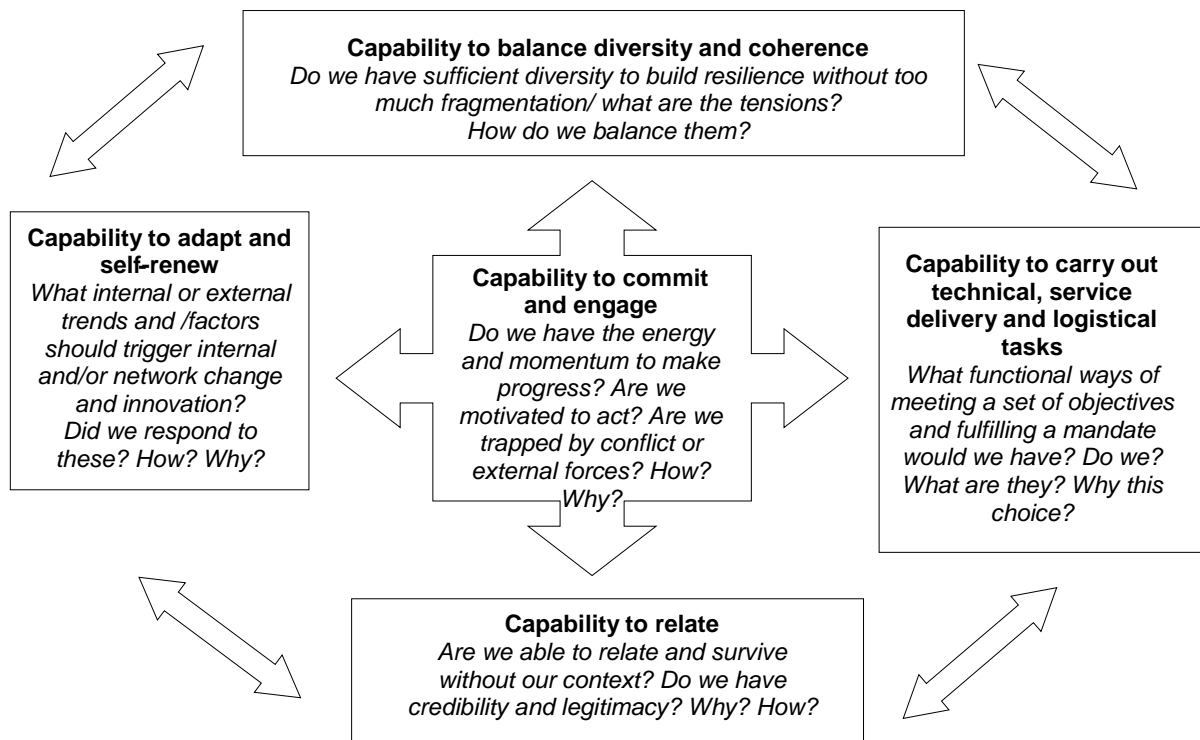 Capability to balance diversity and coherence
Do we have sufficient diversity to build resilience without too
much fragmentation/ what are the tensions?
How do we balance them?
Capability to adapt and
self-renew
What internal or external
trends and /factors
should trigger internal
and/or network change
and innovation?
Did we respond to
these? How? Why?
Capability to commit
and engage
Do we have the energy
and momentum to make
progress? Are we
motivated to act? Are we
trapped by conflict or
external forces? How?
Why?
Capability to carry out
technical, service
delivery and logistical
tasks
What functional ways of
meeting a set of objectives
and fulfilling a mandate
would we have? Do we?
What are they? Why this
choice?
Capability to relate
Are we able to relate and survive
without our context? Do we have
credibility and legitimacy? Why? How?